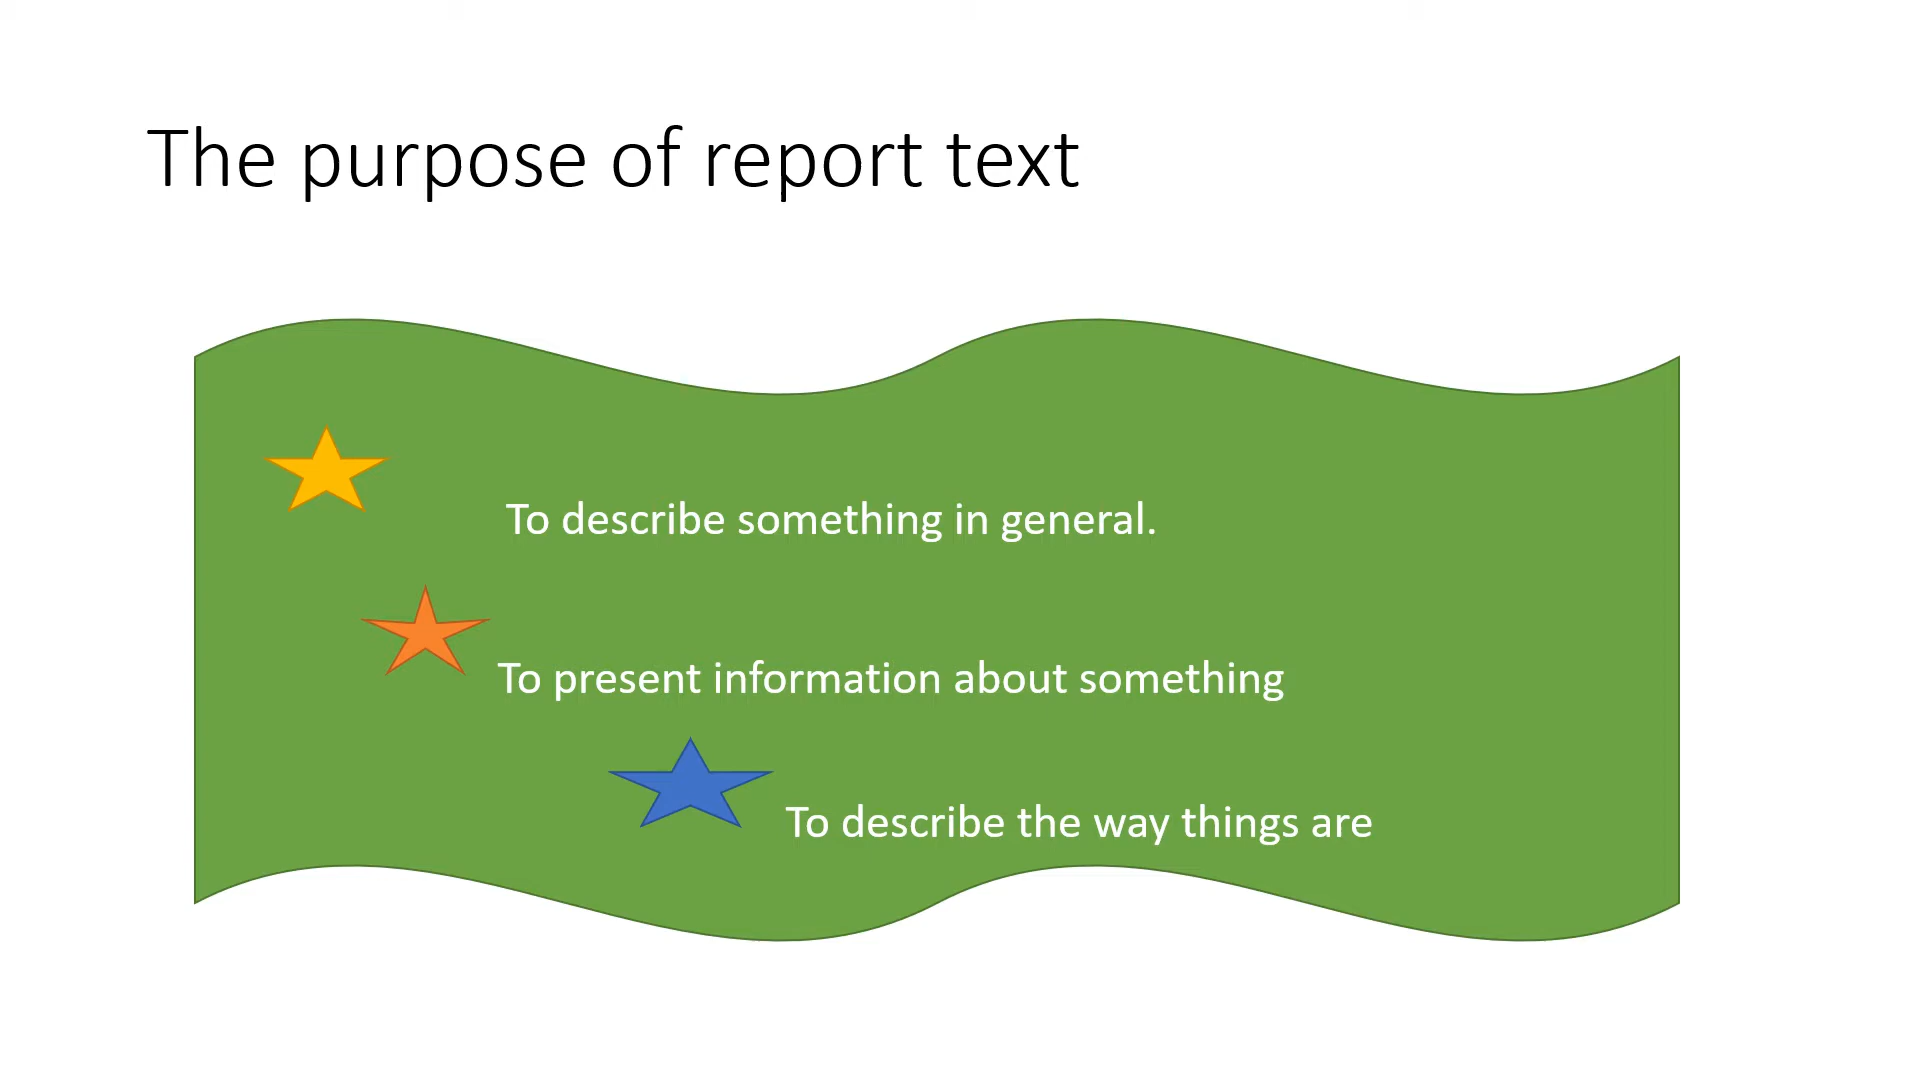 The purpose of report text
To describe something in general.
To present information about something
To describe the way things are